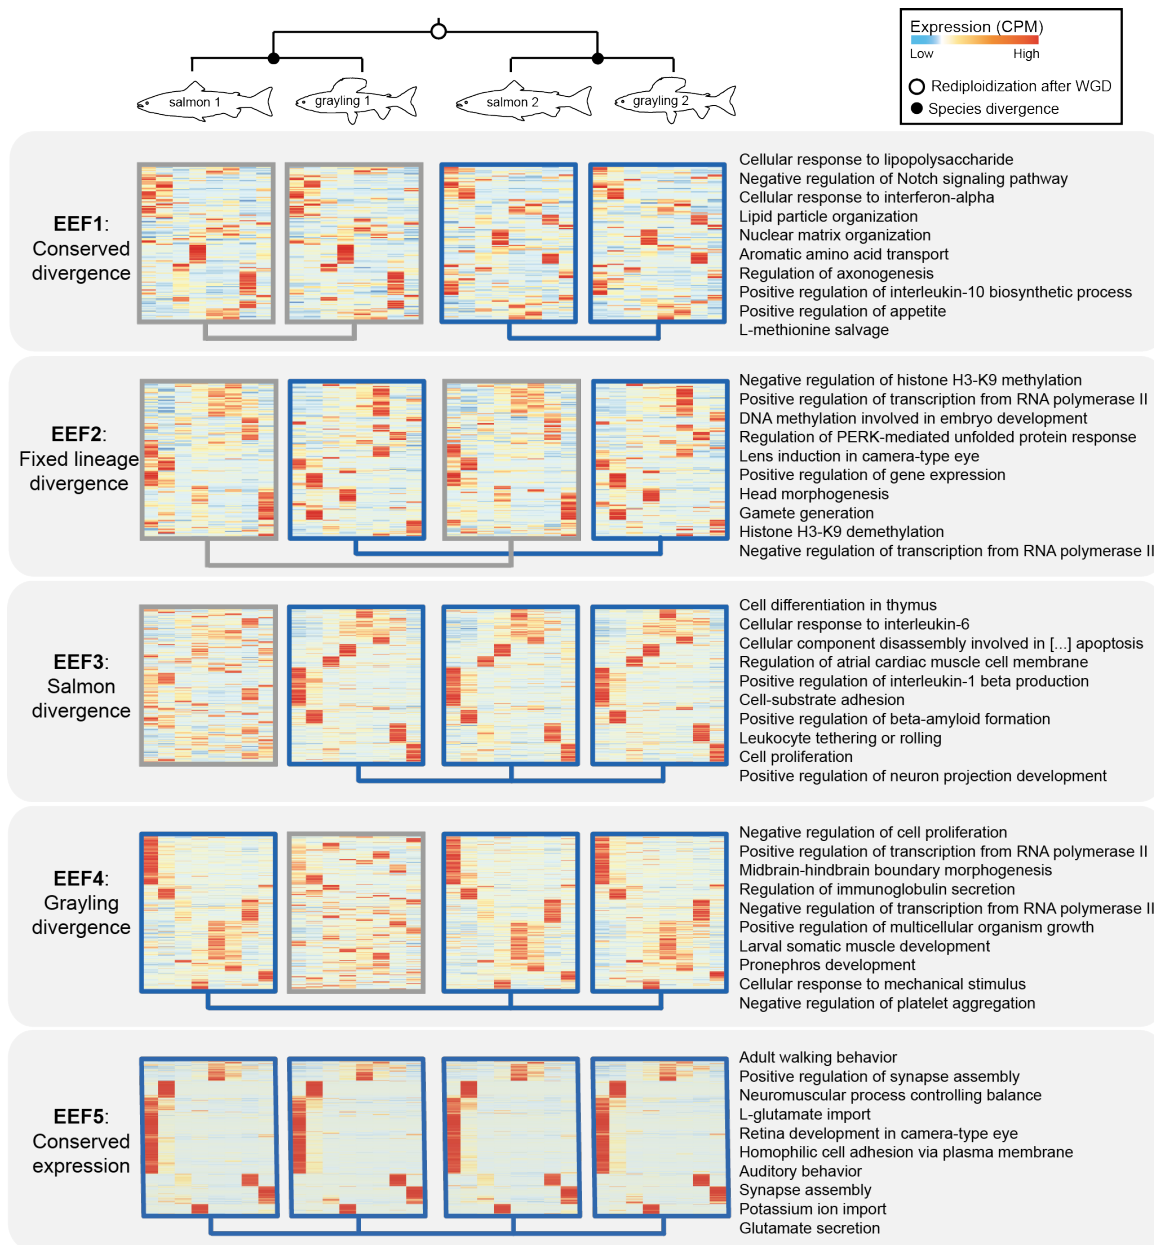 Expression (CPM)
Low High
Rediploidization after WGD
Species divergence
salmon 1
grayling 1
salmon 2
grayling 2
EEF1:
Conserved
divergence
Cellular response to lipopolysaccharide
Negative regulation of Notch signaling pathway
Cellular response to interferon-alpha
Lipid particle organization
Nuclear matrix organization
Aromatic amino acid transport
Regulation of axonogenesis
Positive regulation of interleukin-10 biosynthetic process
Positive regulation of appetite
L-methionine salvage
EEF2:
Fixed lineage
divergence
Negative regulation of histone H3-K9 methylation
Positive regulation of transcription from RNA polymerase II
DNA methylation involved in embryo development
Regulation of PERK-mediated unfolded protein response
Lens induction in camera-type eye
Positive regulation of gene expression
Head morphogenesis
Gamete generation
Histone H3-K9 demethylation
Negative regulation of transcription from RNA polymerase II
EEF3:
Salmon
divergence
Cell differentiation in thymus
Cellular response to interleukin-6
Cellular component disassembly involved in [...] apoptosis
Regulation of atrial cardiac muscle cell membrane
Positive regulation of interleukin-1 beta production
Cell-substrate adhesion
Positive regulation of beta-amyloid formation
Leukocyte tethering or rolling
Cell proliferation
Positive regulation of neuron projection development
EEF4:
Grayling
divergence
Negative regulation of cell proliferation
Positive regulation of transcription from RNA polymerase II
Midbrain-hindbrain boundary morphogenesis
Regulation of immunoglobulin secretion
Negative regulation of transcription from RNA polymerase II
Positive regulation of multicellular organism growth
Larval somatic muscle development
Pronephros development
Cellular response to mechanical stimulus
Negative regulation of platelet aggregation
EEF5:
Conserved
expression
Adult walking behavior
Positive regulation of synapse assembly
Neuromuscular process controlling balance
L-glutamate import
Retina development in camera-type eye
Homophilic cell adhesion via plasma membrane
Auditory behavior
Synapse assembly
Potassium ion import
Glutamate secretion